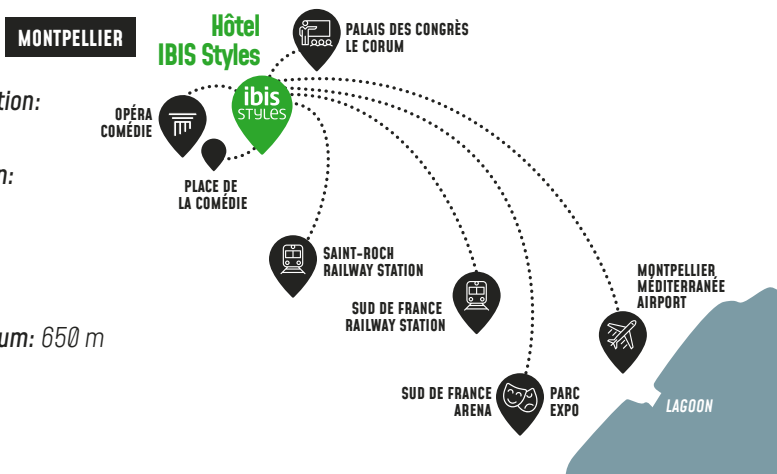 MONTPELLIER
Hôtel
IBIS Styles
PALAIS DES CONGRÈS
LE CORUM
ibis
STYLES
OPÉRA
COMÉDIE
PLACE DE
LA COMÉDIE
SAINT-ROCH
RAILWAY STATION
SUD DE FRANCE
RAILWAY STATION
MONTPELLIER
MÉDITERRANÉE
AIRPORT
SUD DE FRANCE
ARENA
PARC
EXPO
LAGOON
tion:
n:
um: 650 m